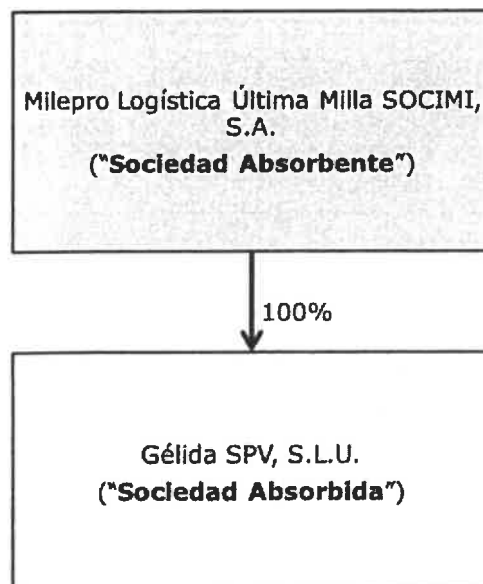 Milepro Logística Última Milla SOCIMI,
S.A.
("Sociedad Absorbente")
100%
Gélida SPV, S.L.U.
("Sociedad Absorbida")